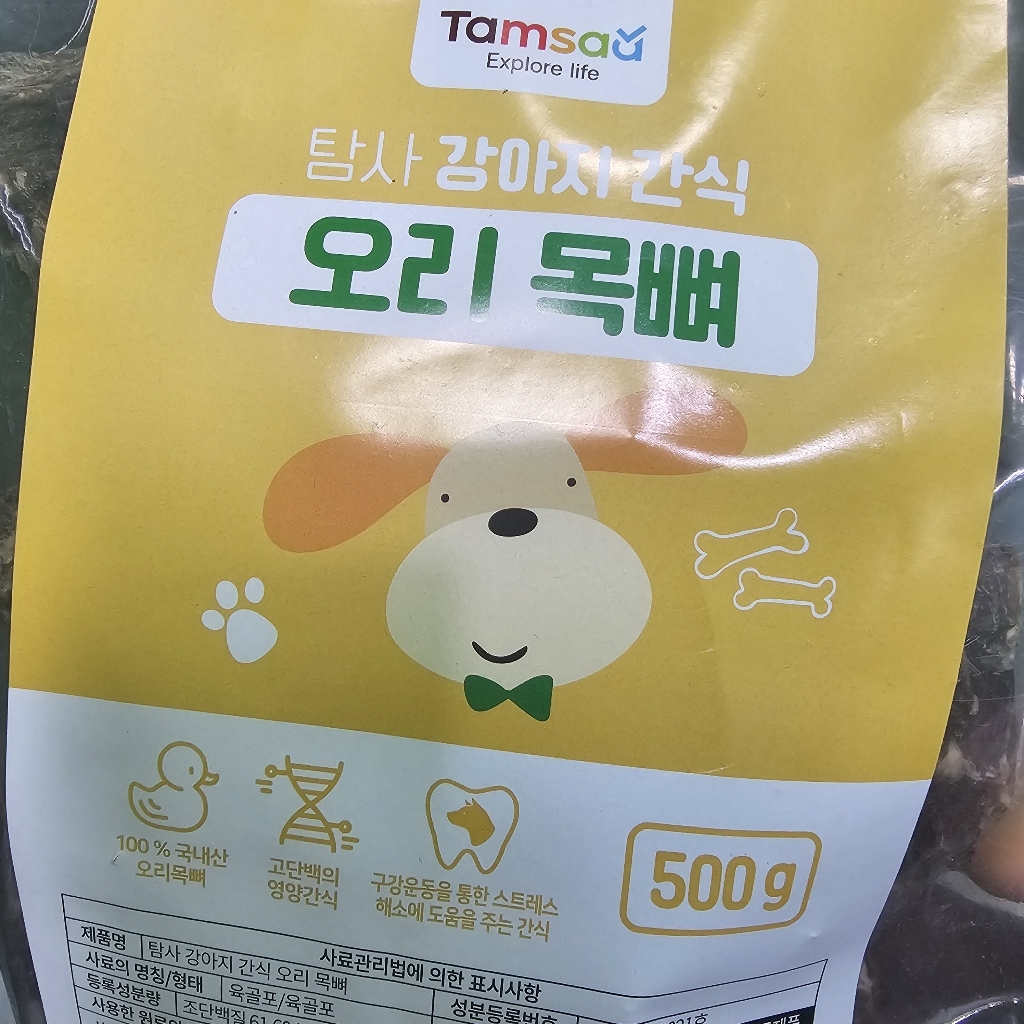 Tamsaa
Explore life
탐사 강아지 간식
오리 목뼈
100 % 국내산
오리목뼈
고단백의
영양간식
구강운동을 통한 스트레스
해소에 도움을 주는 간식
500 g
사료관리법에 의한 표시사항
제품명 탐사 강아지 간식 오리 목뼈
사료의 명칭/형태 육골포/육골포
등록성분량 조단백질 성분등록번호
사용한